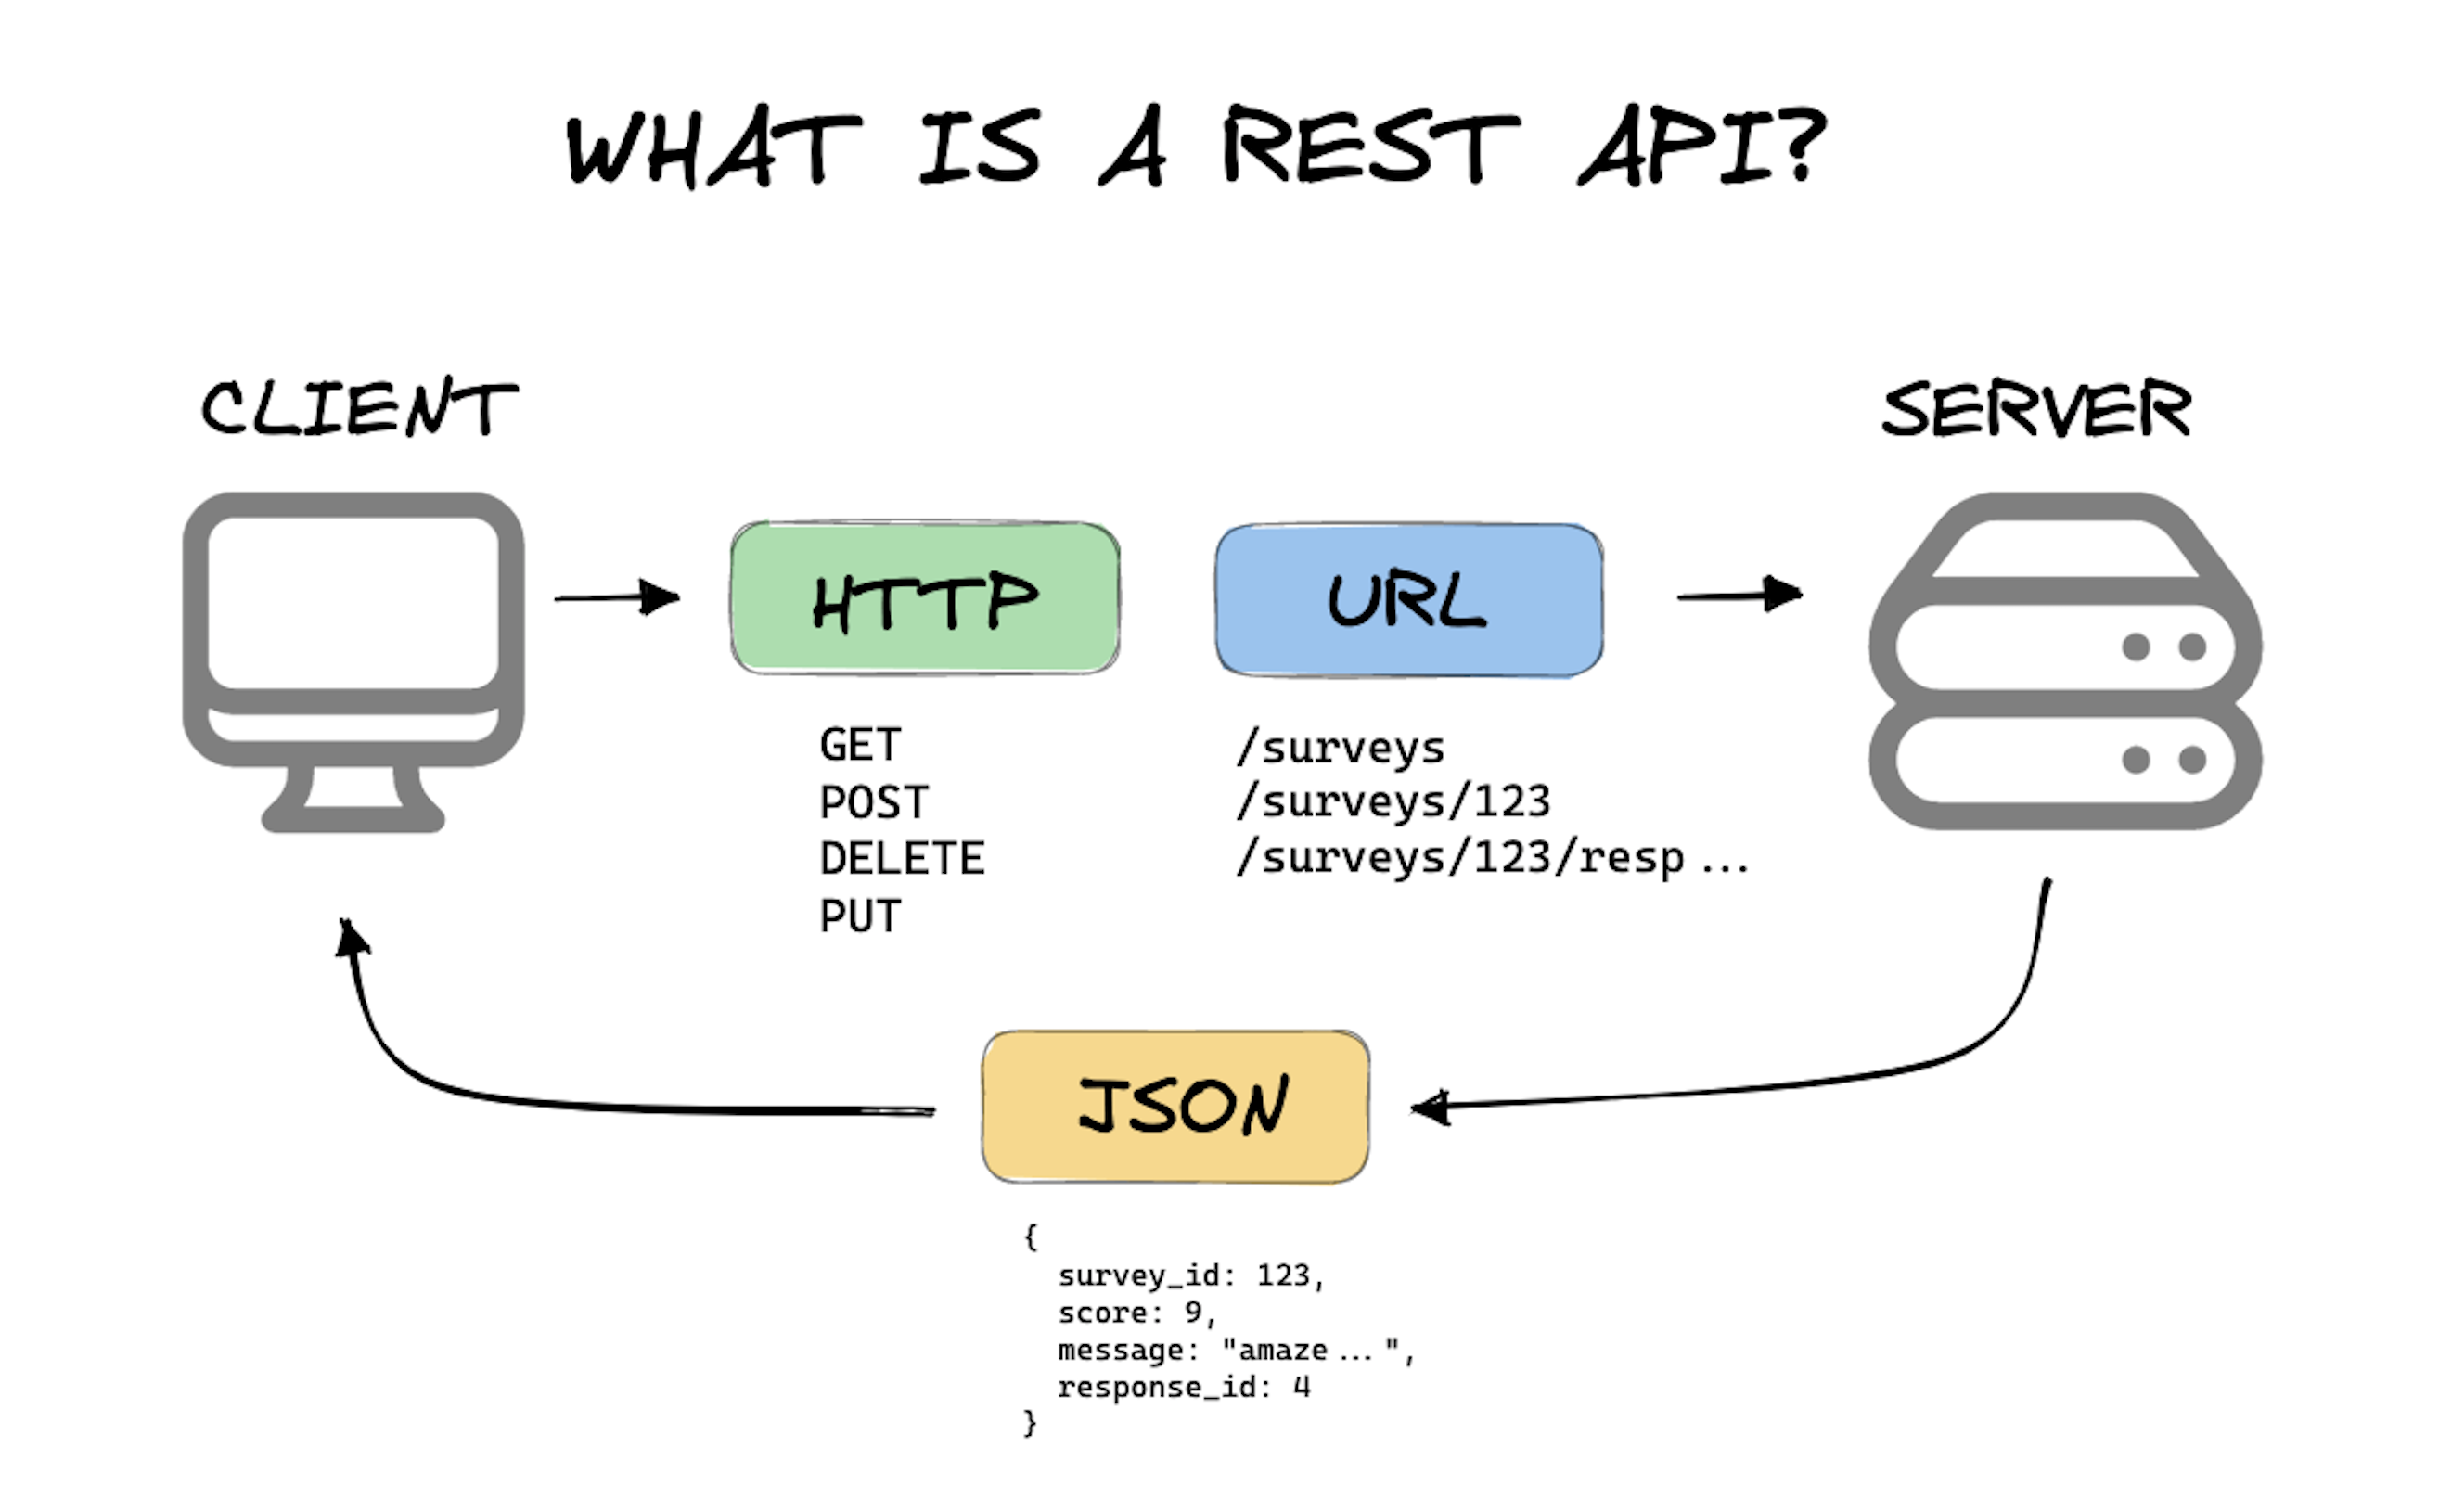 WHAT IS A REST API?
CLIENT
SERVER
HTTP
URL
GET
POST
DELETE
PUT
/surveys
/surveys/123
/surveys/123/resp...
JSON
{
survey_id: 123,
score: 9,
message: "amaze...",
response_id: 4
}